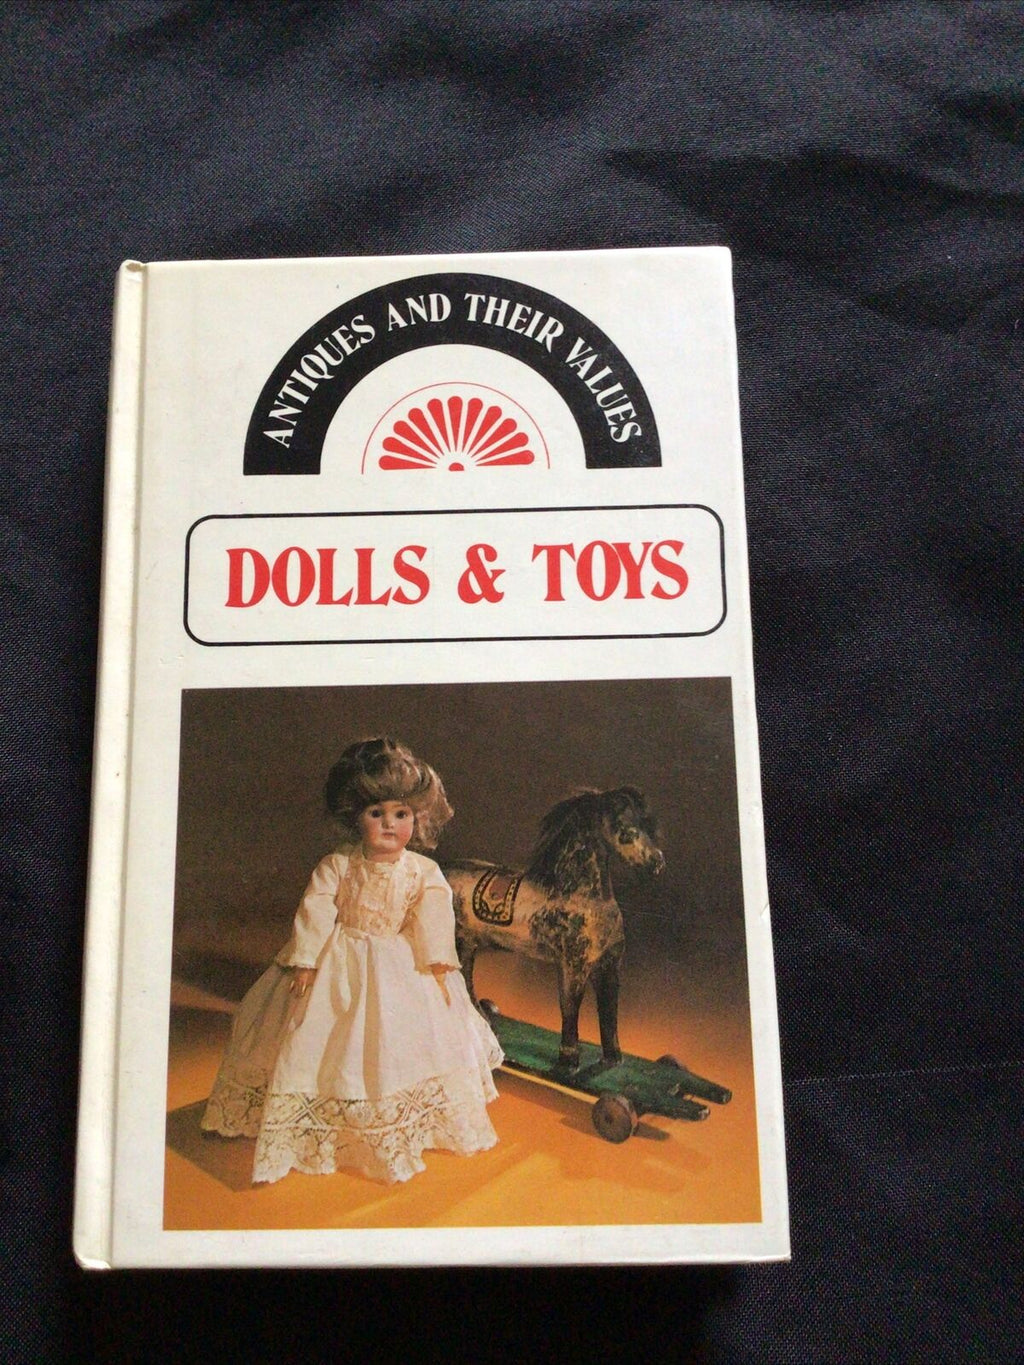 ANTIQUES AND THEIR VALUES
DOLLS & TOYS